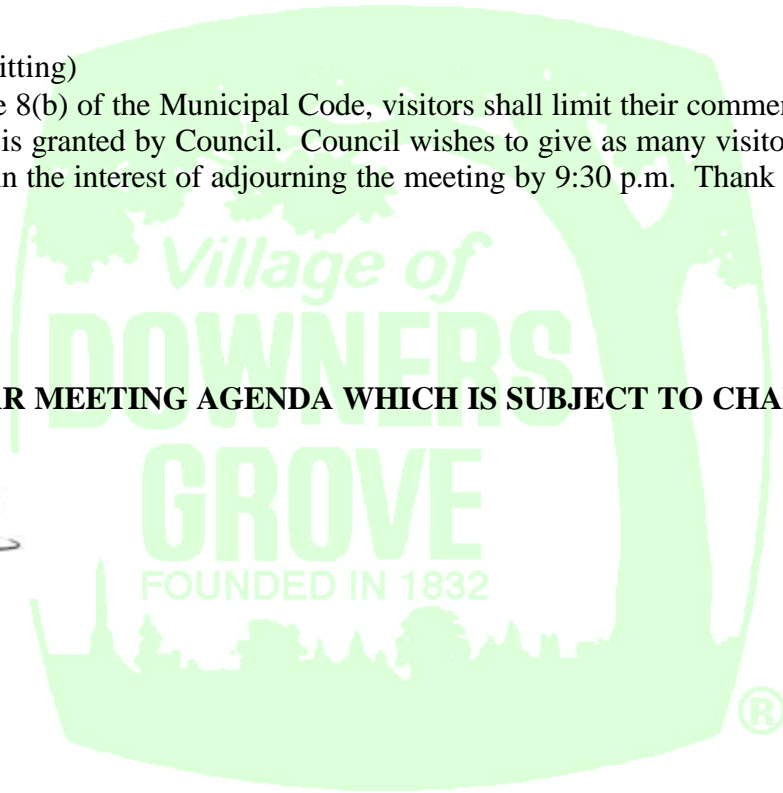 itting)
e 8(b) of the Municipal Code, visitors shall limit their commen
is granted by Council. Council wishes to give as many visito
in the interest of adjourning the meeting by 9:30 p.m. Thank
Village of
DOWNERS
AR MEETING AGENDA WHICH IS SUBJECT TO CHA
GROVE
FOUNDED IN 1832
®